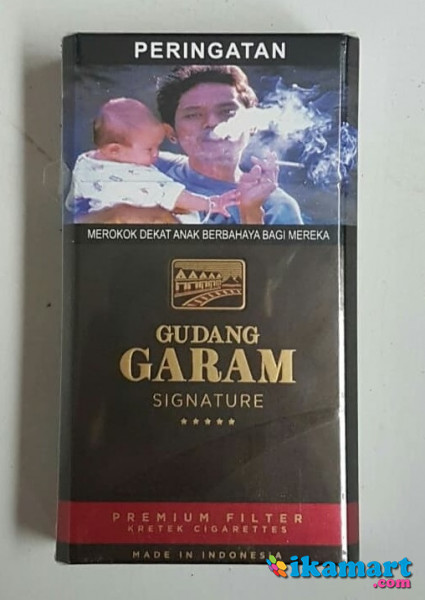 PERINGATAN
MEROKOK DEKAT ANAK BERBAHAYA BAGI MEREKA
GUDANG
GARAM
SIGNATURE
PREMIUM FILTER
KRETEK CIGARETTES
MADE IN INDONESIA
ikamart.com